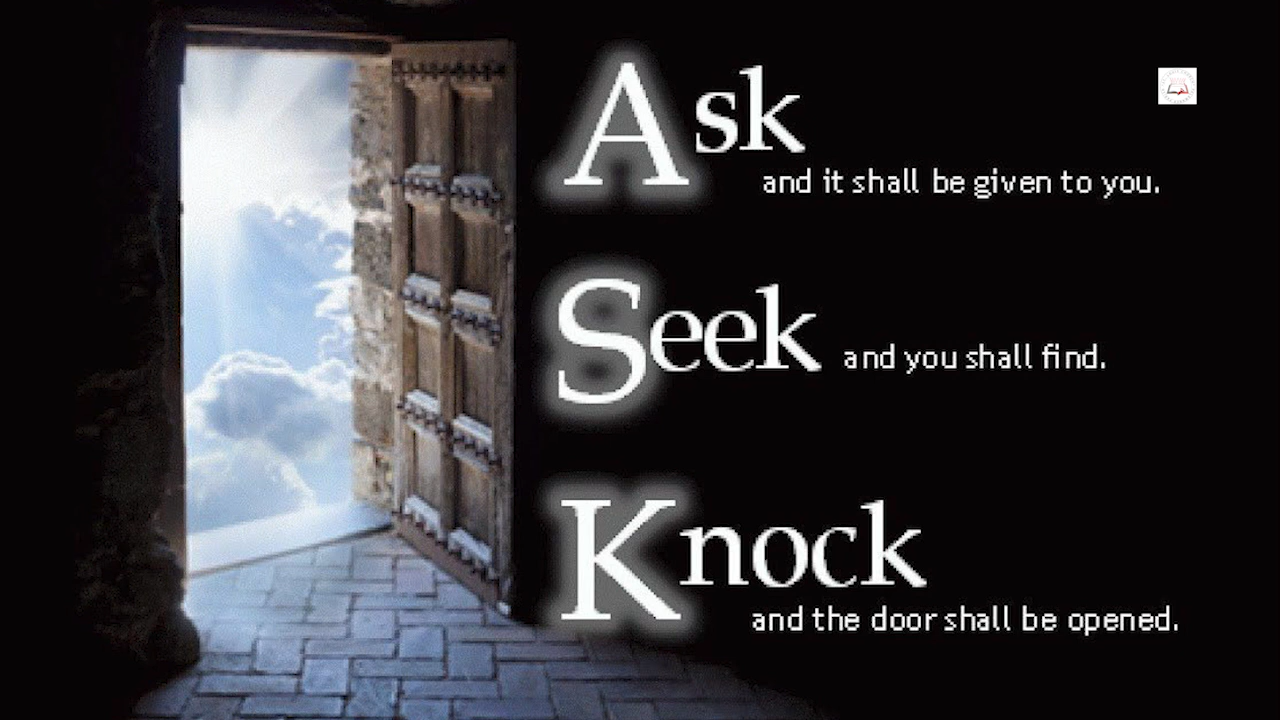 Ask
and it shall be given to you.
Seek and you shall find.
Knock
and the door shall be opened.